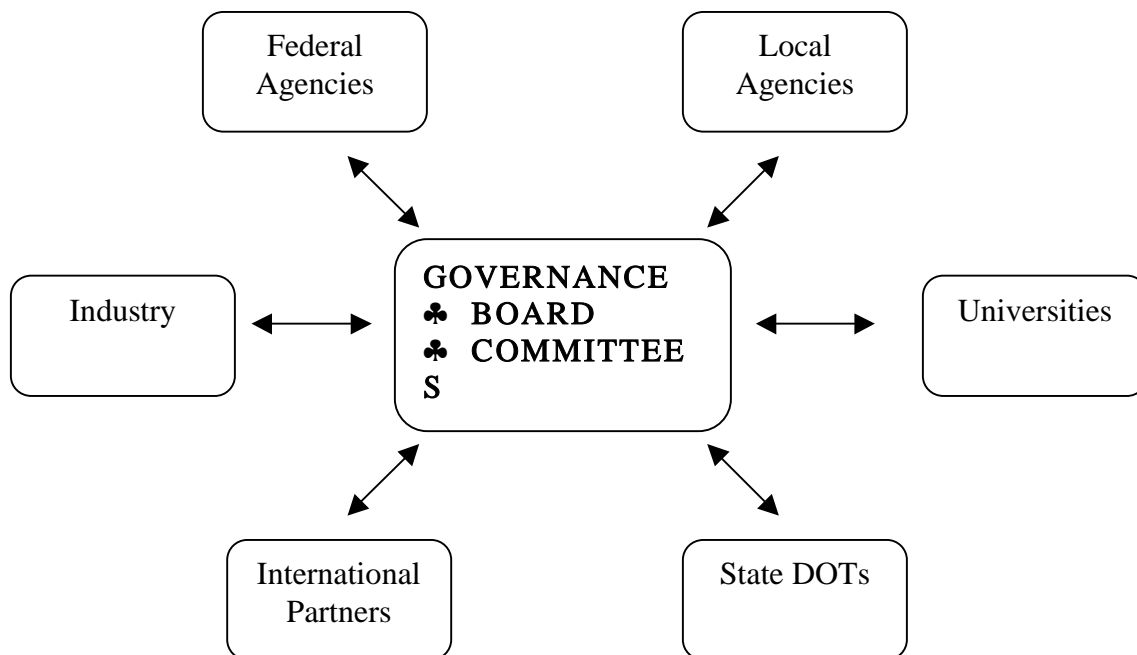 Federal
Agencies
Local
Agencies
Industry
GOVERNANCE
♣ BOARD
♣ COMMITTEE
S
Universities
International
Partners
State DOTs